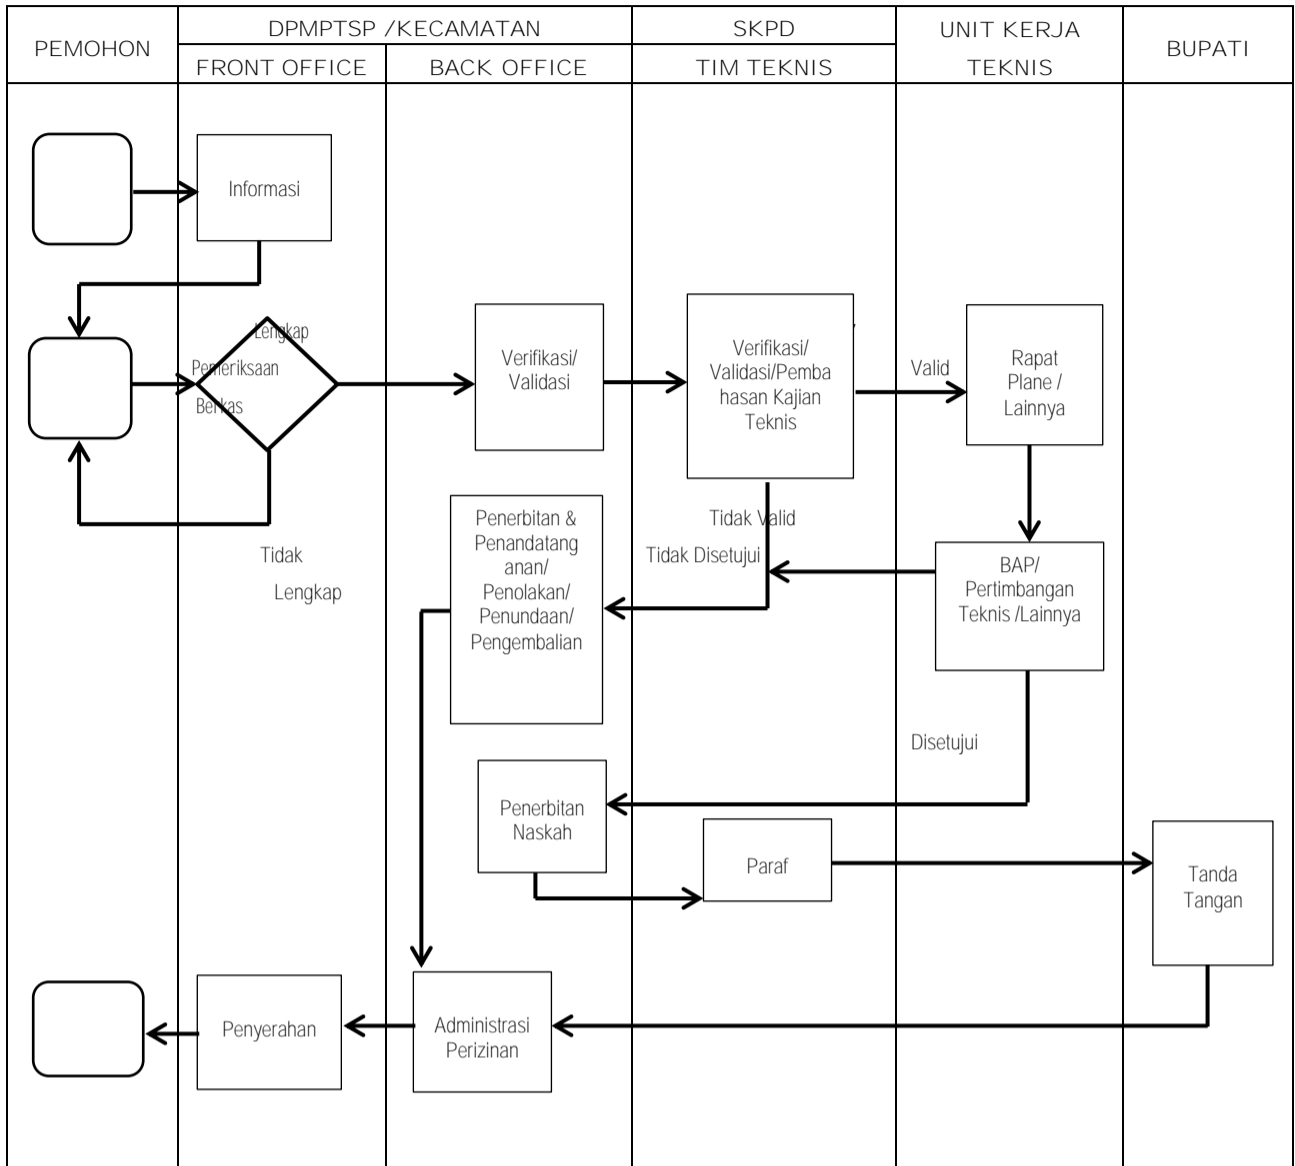 PEMOHON
DPMPTSP /KECAMATAN
SKPD
UNIT KERJA
TEKNIS
BUPATI
FRONT OFFICE
BACK OFFICE
TIM TEKNIS
Informasi
Lengkap
Pemeriksaan
Berkas
Verifikasi/
Validasi
Verifikasi/
Validasi/Pemba
hasan Kajian
Teknis
Valid
Rapat
Plane /
Lainnya
Tidak
Lengkap
Penerbitan &
Penandatang
anan/
Penolakan/
Penundaan/
Pengembalian
Tidak Valid
Tidak Disetujui
BAP/
Pertimbangan
Teknis /Lainnya
Disetujui
Penerbitan
Naskah
Paraf
Tanda
Tangan
Penyerahan
Administrasi
Perizinan